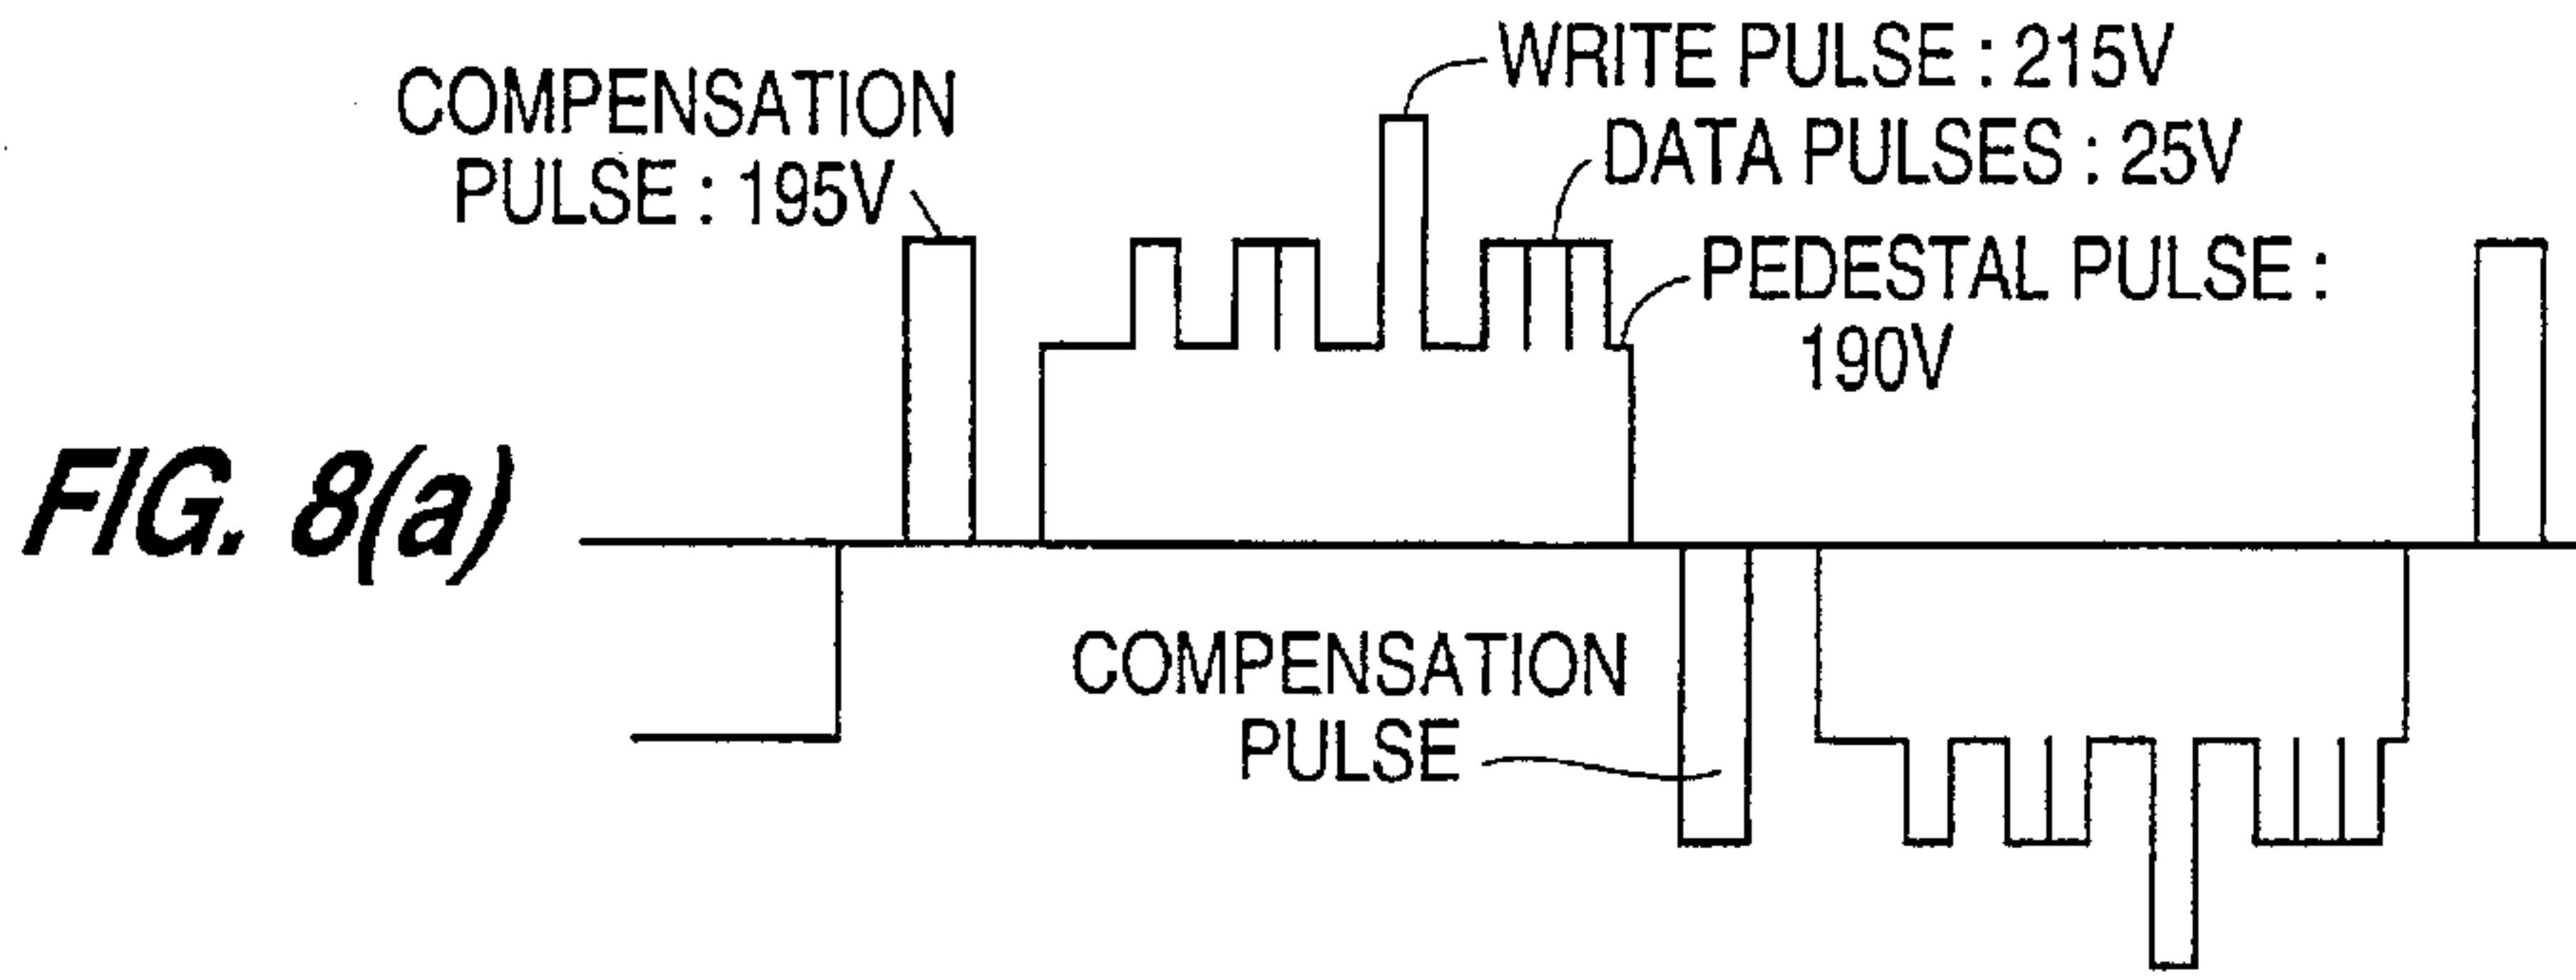 COMPENSATION
PULSE : 195V
WRITE PULSE : 215V
DATA PULSES : 25V
PEDESTAL PULSE :
190V
FIG. 8(a)
COMPENSATION
PULSE